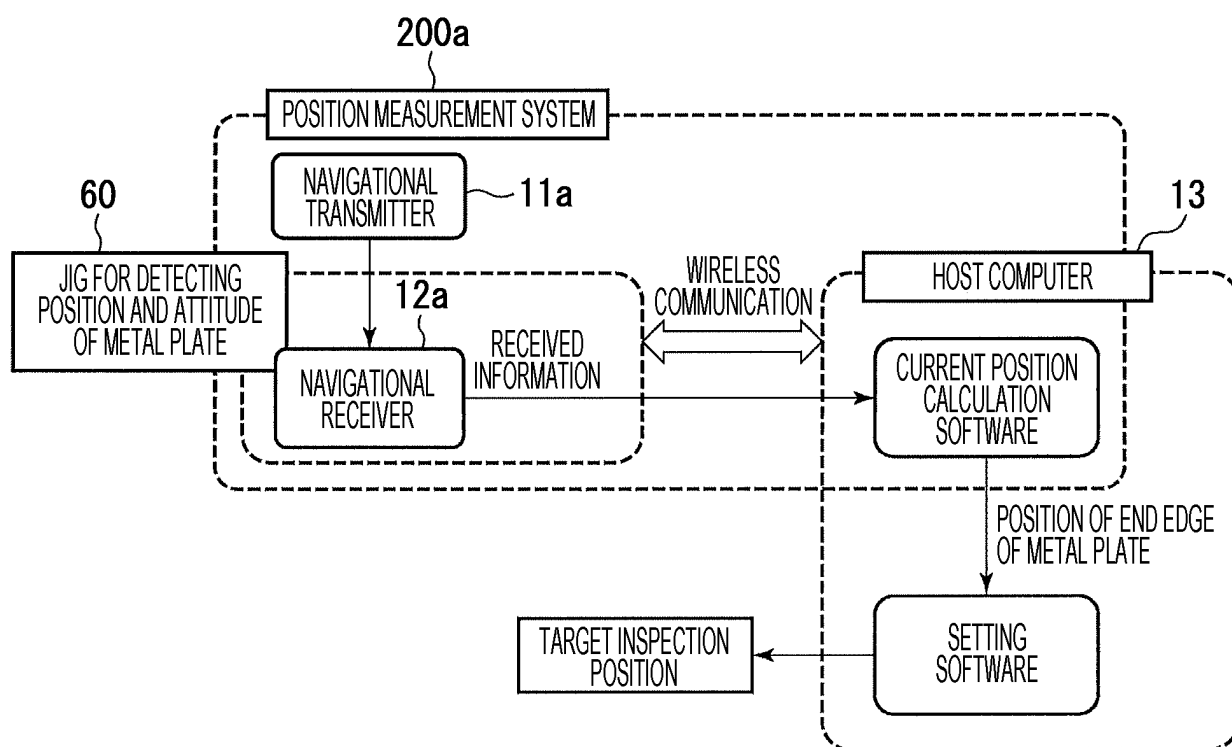 200a
POSITION MEASUREMENT SYSTEM
NAVIGATIONAL
TRANSMITTER
11a
60
13
JIG FOR DETECTING
POSITION AND ATTITUDE
OF METAL PLATE
12a
WIRELESS
COMMUNICATION
HOST COMPUTER
NAVIGATIONAL
RECEIVER
RECEIVED
INFORMATION
CURRENT POSITION
CALCULATION
SOFTWARE
POSITION OF END EDGE
OF METAL PLATE
TARGET INSPECTION
POSITION
SETTING
SOFTWARE